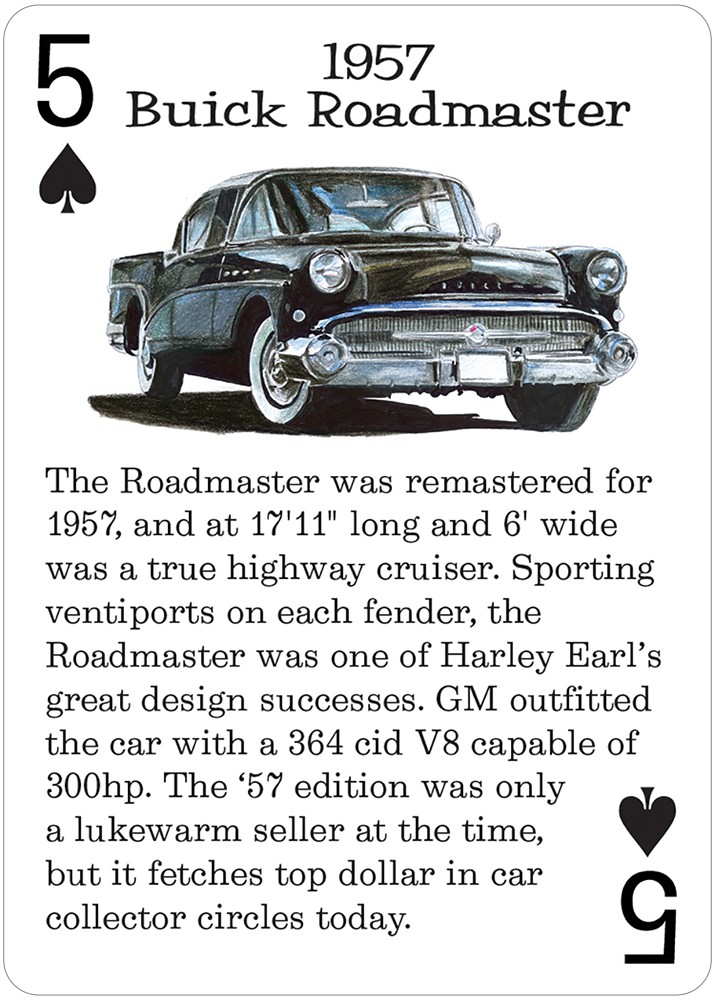 5
1957
Buick Roadmaster
BUICK
The Roadmaster was remastered for
1957, and at 17'11" long and 6' wide
was a true highway cruiser. Sporting
ventiports on each fender, the
Roadmaster was one of Harley Earl’s
great design successes. GM outfitted
the car with a 364 cid V8 capable of
300hp. The ‘57 edition was only
a lukewarm seller at the time,
but it fetches top dollar in car
collector circles today.
5